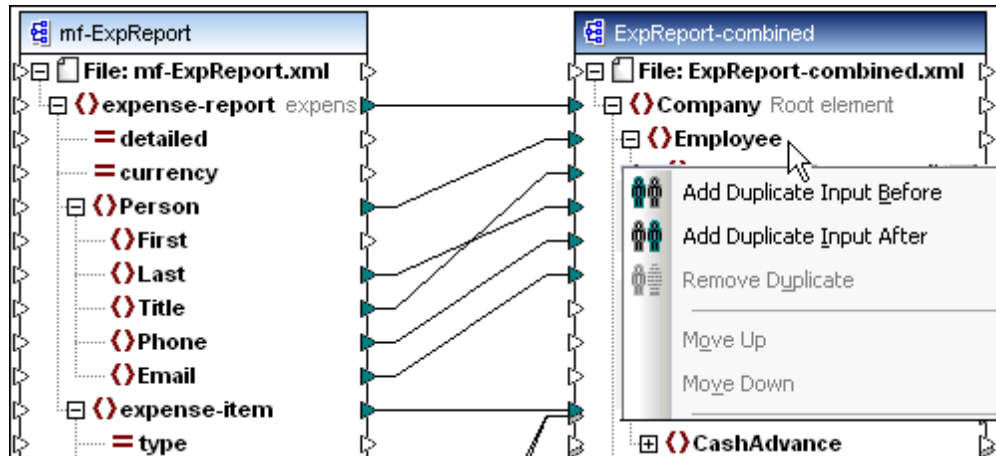 mf-ExpReport
File: mf-ExpReport.xml
expense-report expens
detailed
currency
Person
First
Last
Title
Phone
Email
expense-item
type
ExpReport-combined
File: ExpReport-combined.xml
Company Root element
Employee
Add Duplicate Input Before
Add Duplicate Input After
Remove Duplicate
Move Up
Move Down
CashAdvance